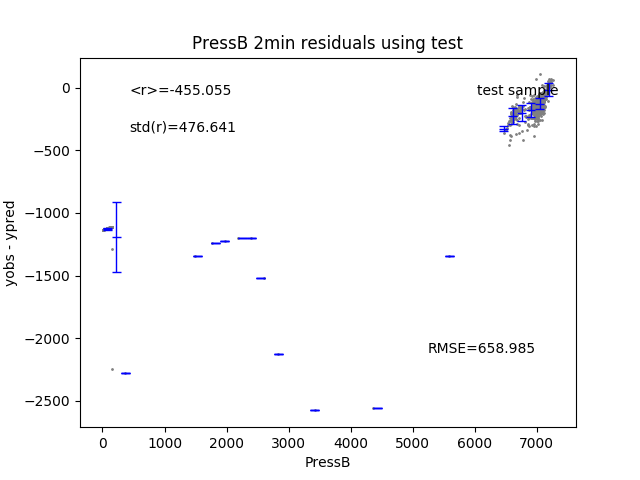 PressB 2min residuals using test
yobs - ypred
0
−500
−1000
−1500
−2000
−2500
<r>=-455.055
test sample
std(r)=476.641
RMSE=658.985
0 1000 2000 3000 4000 5000 6000 7000
PressB